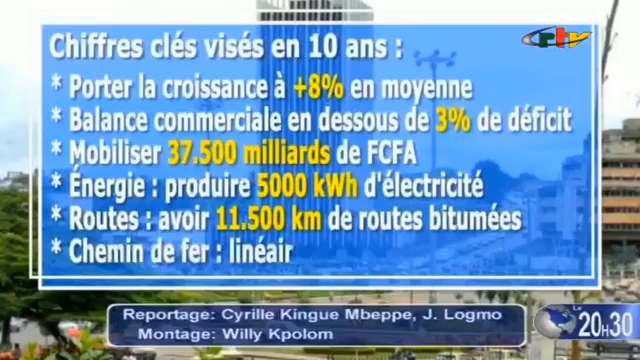 crtv
Chiffres clés visés en 10 ans :
* Porter la croissance à +8% en moyenne
* Balance commerciale en dessous de 3% de déficit
* Mobiliser 37.500 milliards de FCFA
* Énergie : produire 5000 kWh d'électricité
* Routes : avoir 11.500 km de routes bitumées
* Chemin de fer : linéair
Reportage: Cyrille Kingue Mbeppe, J. Logmo
Montage: Willy Kpolom
Le
20H30